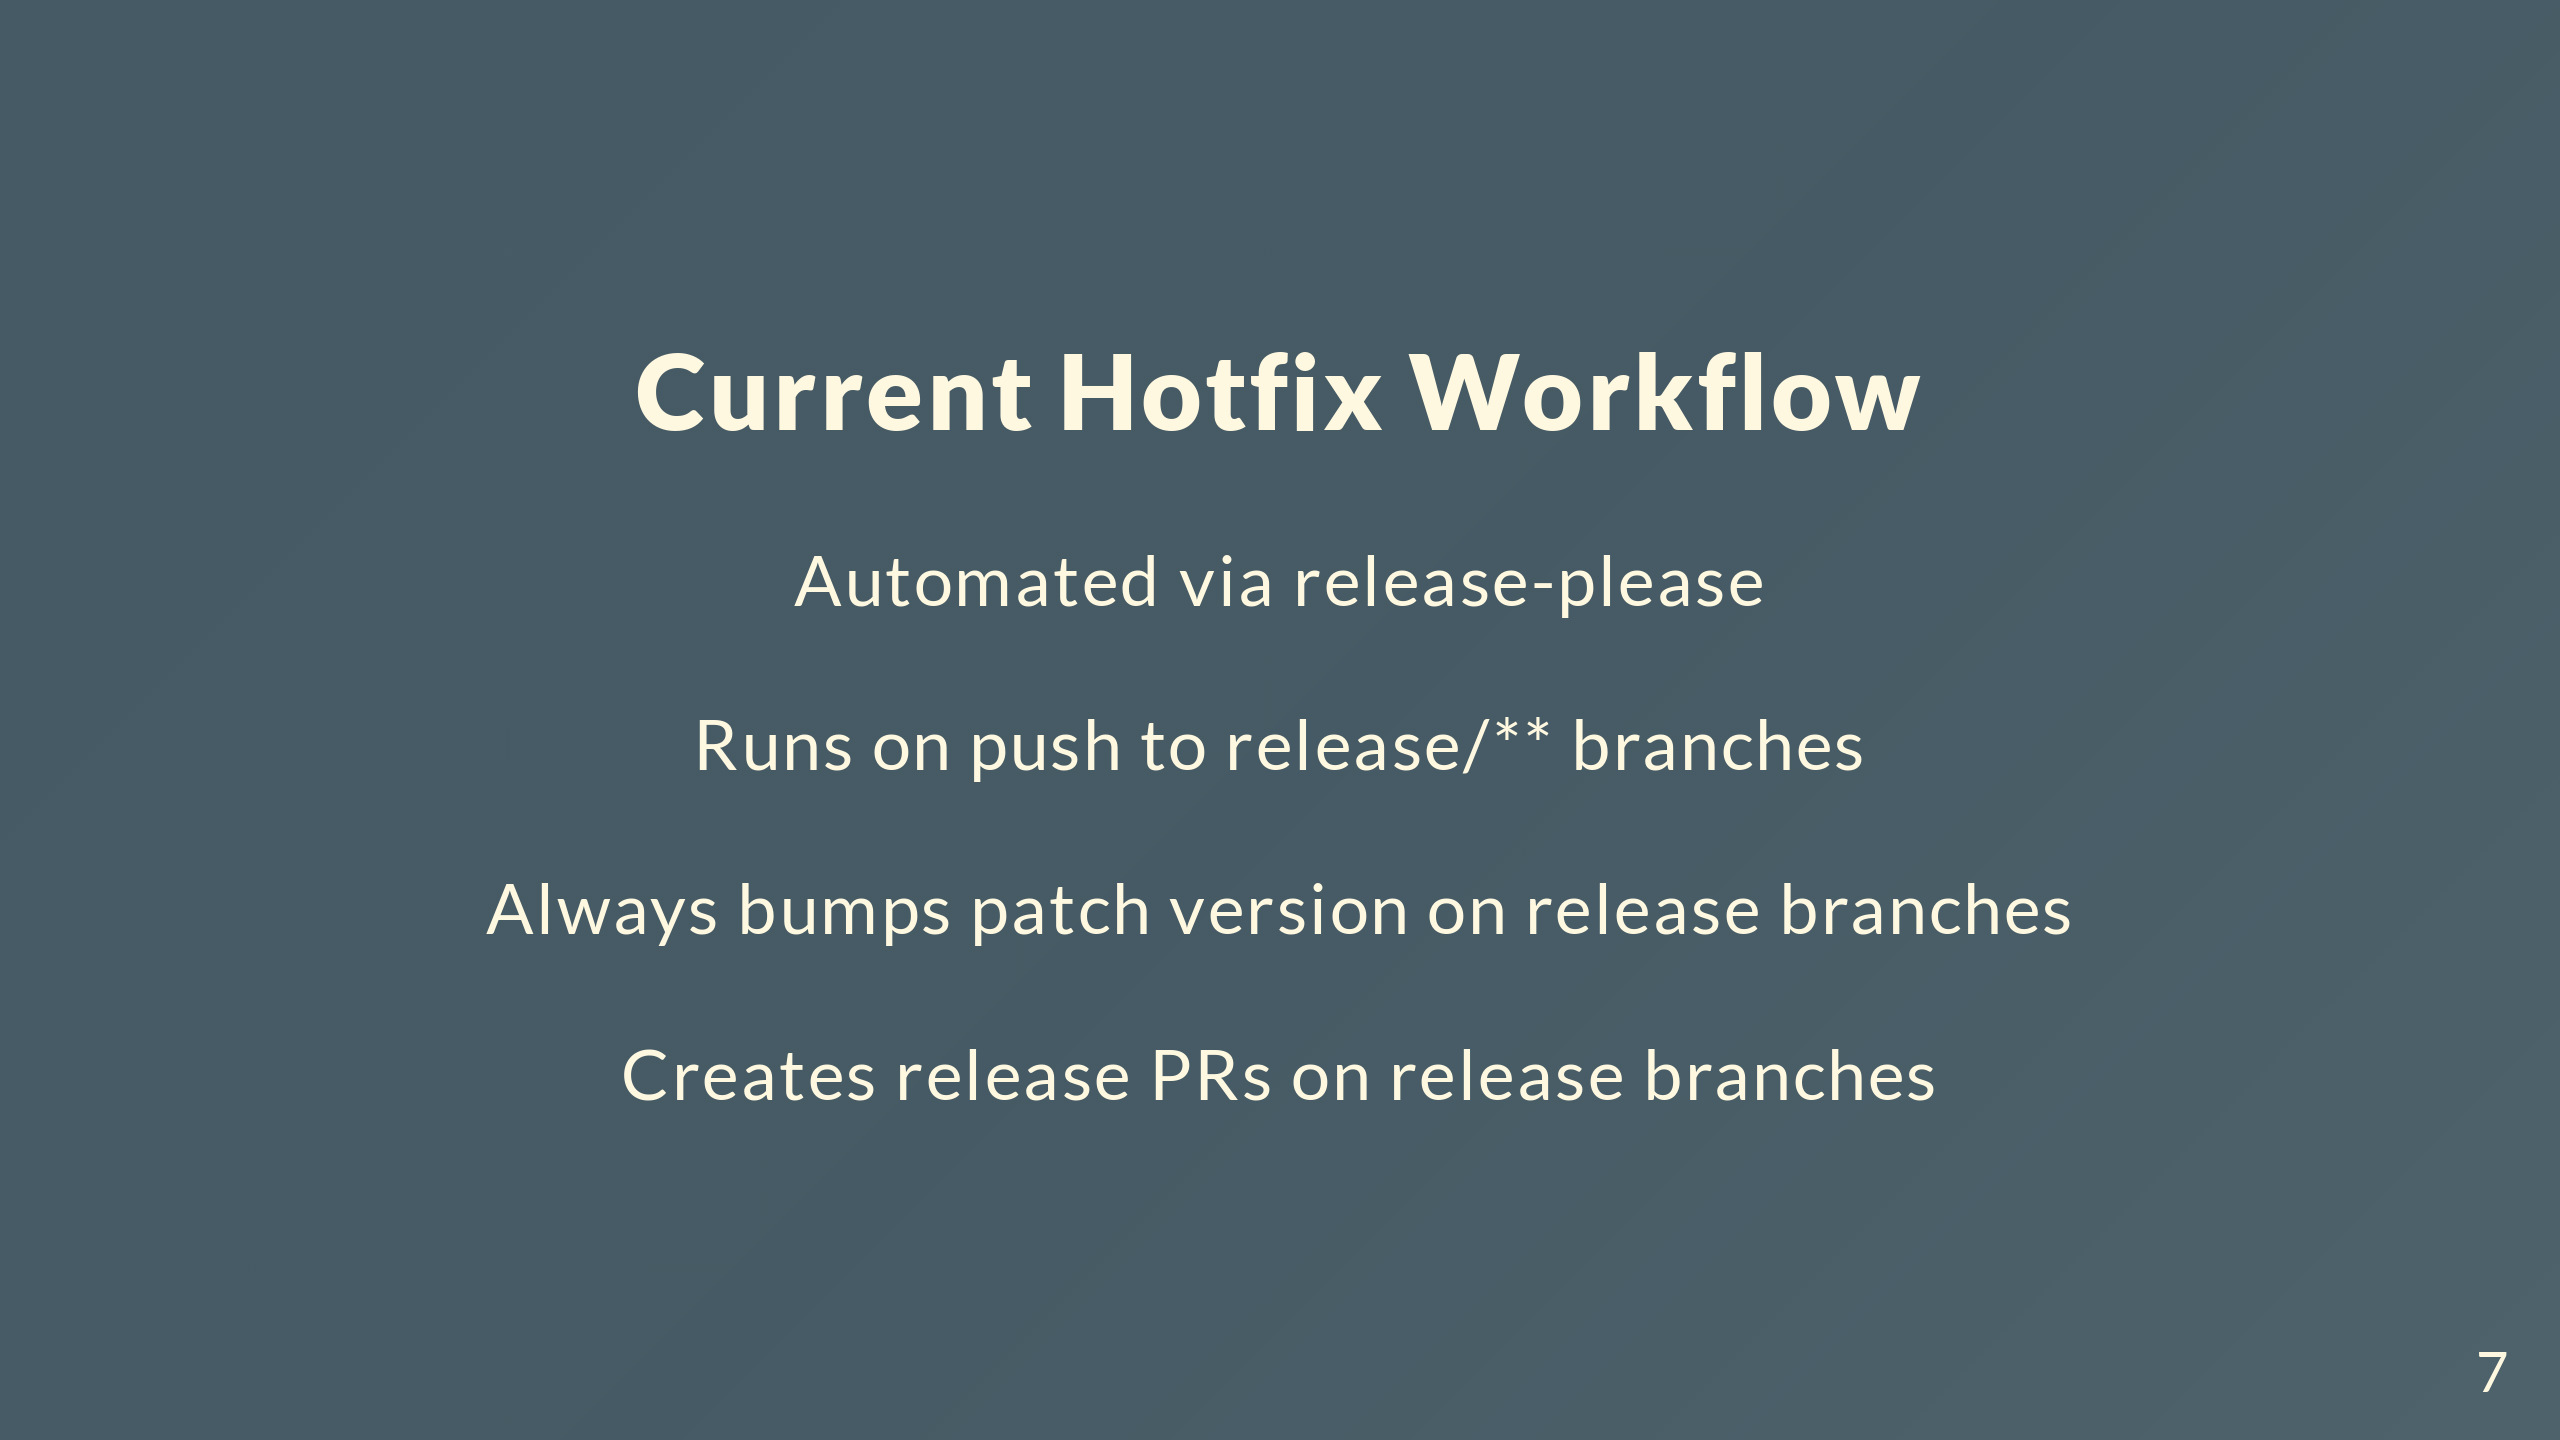 Current Hotfix Workflow
Automated via release-please
Runs on push to release/** branches
Always bumps patch version on release branches
Creates release PRs on release branches
7